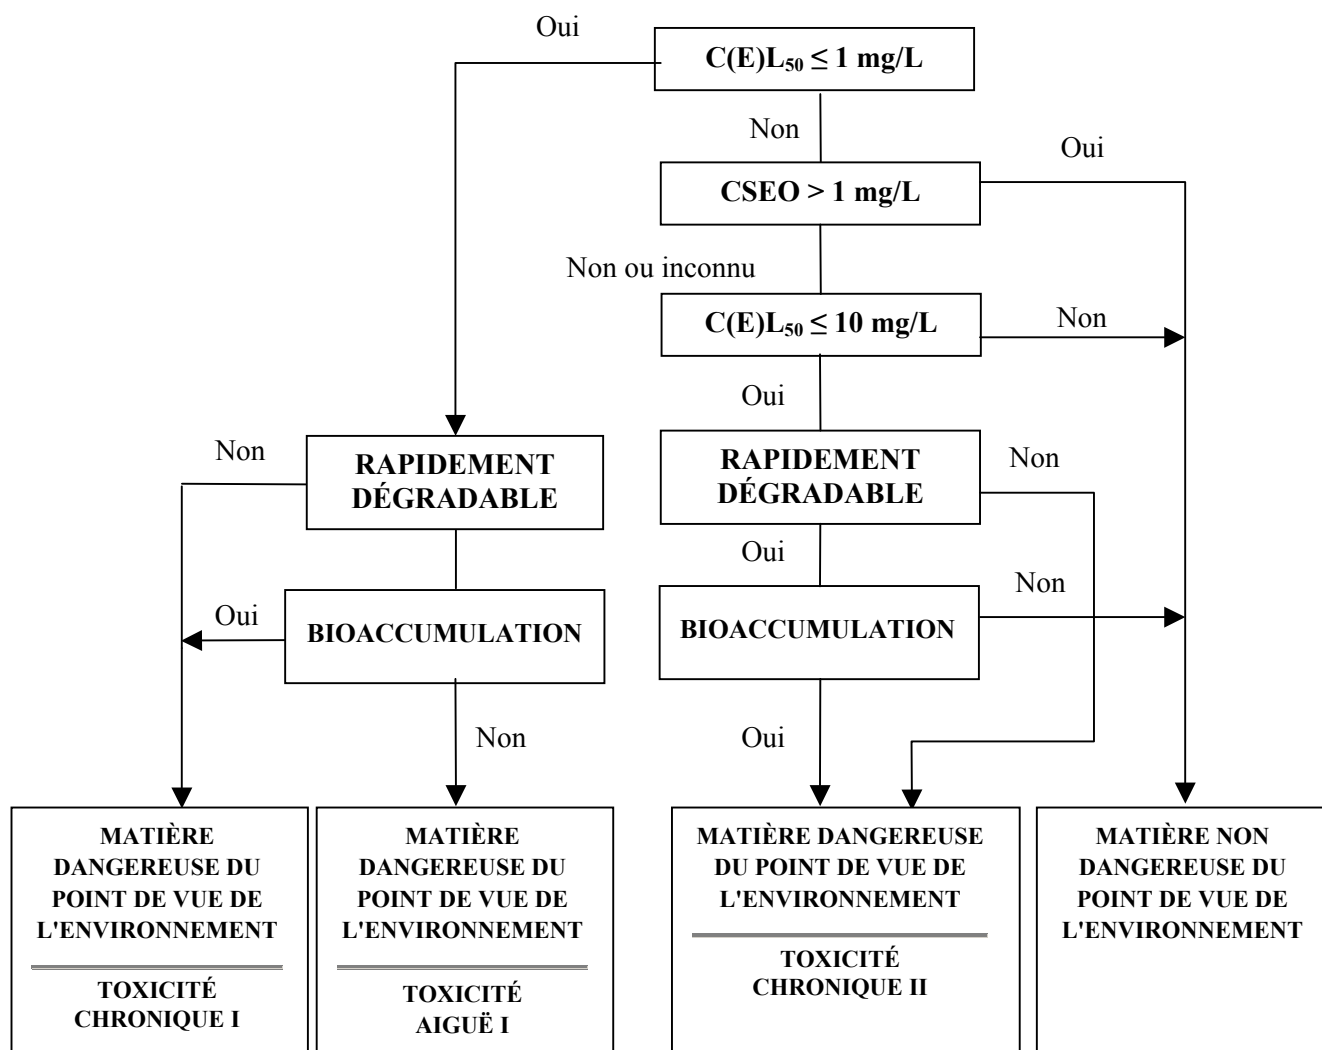 Oui
C(E)L₅₀ ≤ 1 mg/L
Non
Oui
CSEO > 1 mg/L
Non ou inconnu
C(E)L₅₀ ≤ 10 mg/L
Non
Oui
Non
RAPIDEMENT
DÉGRADABLE
RAPIDEMENT
DÉGRADABLE
Non
Oui
Oui
BIOACCUMULATION
BIOACCUMULATION
Non
Non
Oui
MATIÈRE
DANGEREUSE DU
POINT DE VUE DE
L'ENVIRONNEMENT
TOXICITÉ
CHRONIQUE I
MATIÈRE
DANGEREUSE DU
POINT DE VUE DE
L'ENVIRONNEMENT
TOXICITÉ
AIGUË I
MATIÈRE DANGEREUSE
DU POINT DE VUE DE
L'ENVIRONNEMENT
TOXICITÉ
CHRONIQUE II
MATIÈRE NON
DANGEREUSE DU
POINT DE VUE DE
L'ENVIRONNEMENT